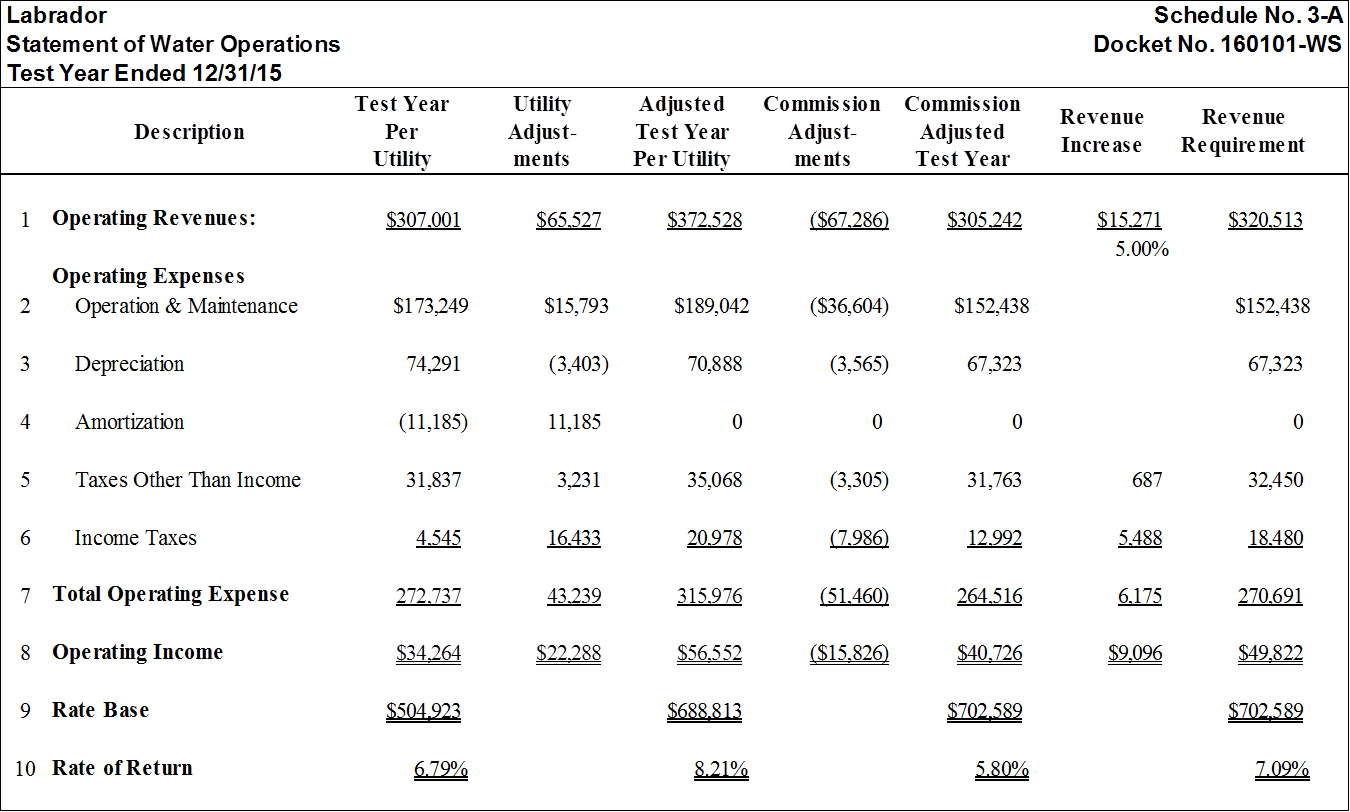 Labrador Schedule No. 3-A
Statement of Water Operations Docket No. 160101-WS
Test Year Ended 12/31/15
Test Year Utility Adjusted Commission Commission Revenue Revenue
Description Per Adjust- Test Year Adjust- Adjusted Increase Requirement
Utility ments Per Utility ments Test Year
1 Operating Revenues: $307,001 $65,527 $372,528 ($67,286) $305,242 $15,271 $320,513
5.00%
Operating Expenses
2 Operation & Maintenance $173,249 $15,793 $189,042 ($36,604) $152,438 $152,438
3 Depreciation 74,291 (3,403) 70,888 (3,565) 67,323 67,323
4 Amortization (11,185) 11,185 0 0 0 0
5 Taxes Other Than Income 31,837 3,231 35,068 (3,305) 31,763 687 32,450
6 Income Taxes 4,545 16,433 20,978 (7,986) 12,992 5,488 18,480
7 Total Operating Expense 272,737 43,239 315,976 (51,460) 264,516 6,175 270,691
8 Operating Income $34,264 $22,288 $56,552 ($15,826) $40,726 $9,096 $49,822
9 Rate Base $504,923 $688,813 $702,589 $702,589
10 Rate of Return 6.79% 8.21% 5.80% 7.09%